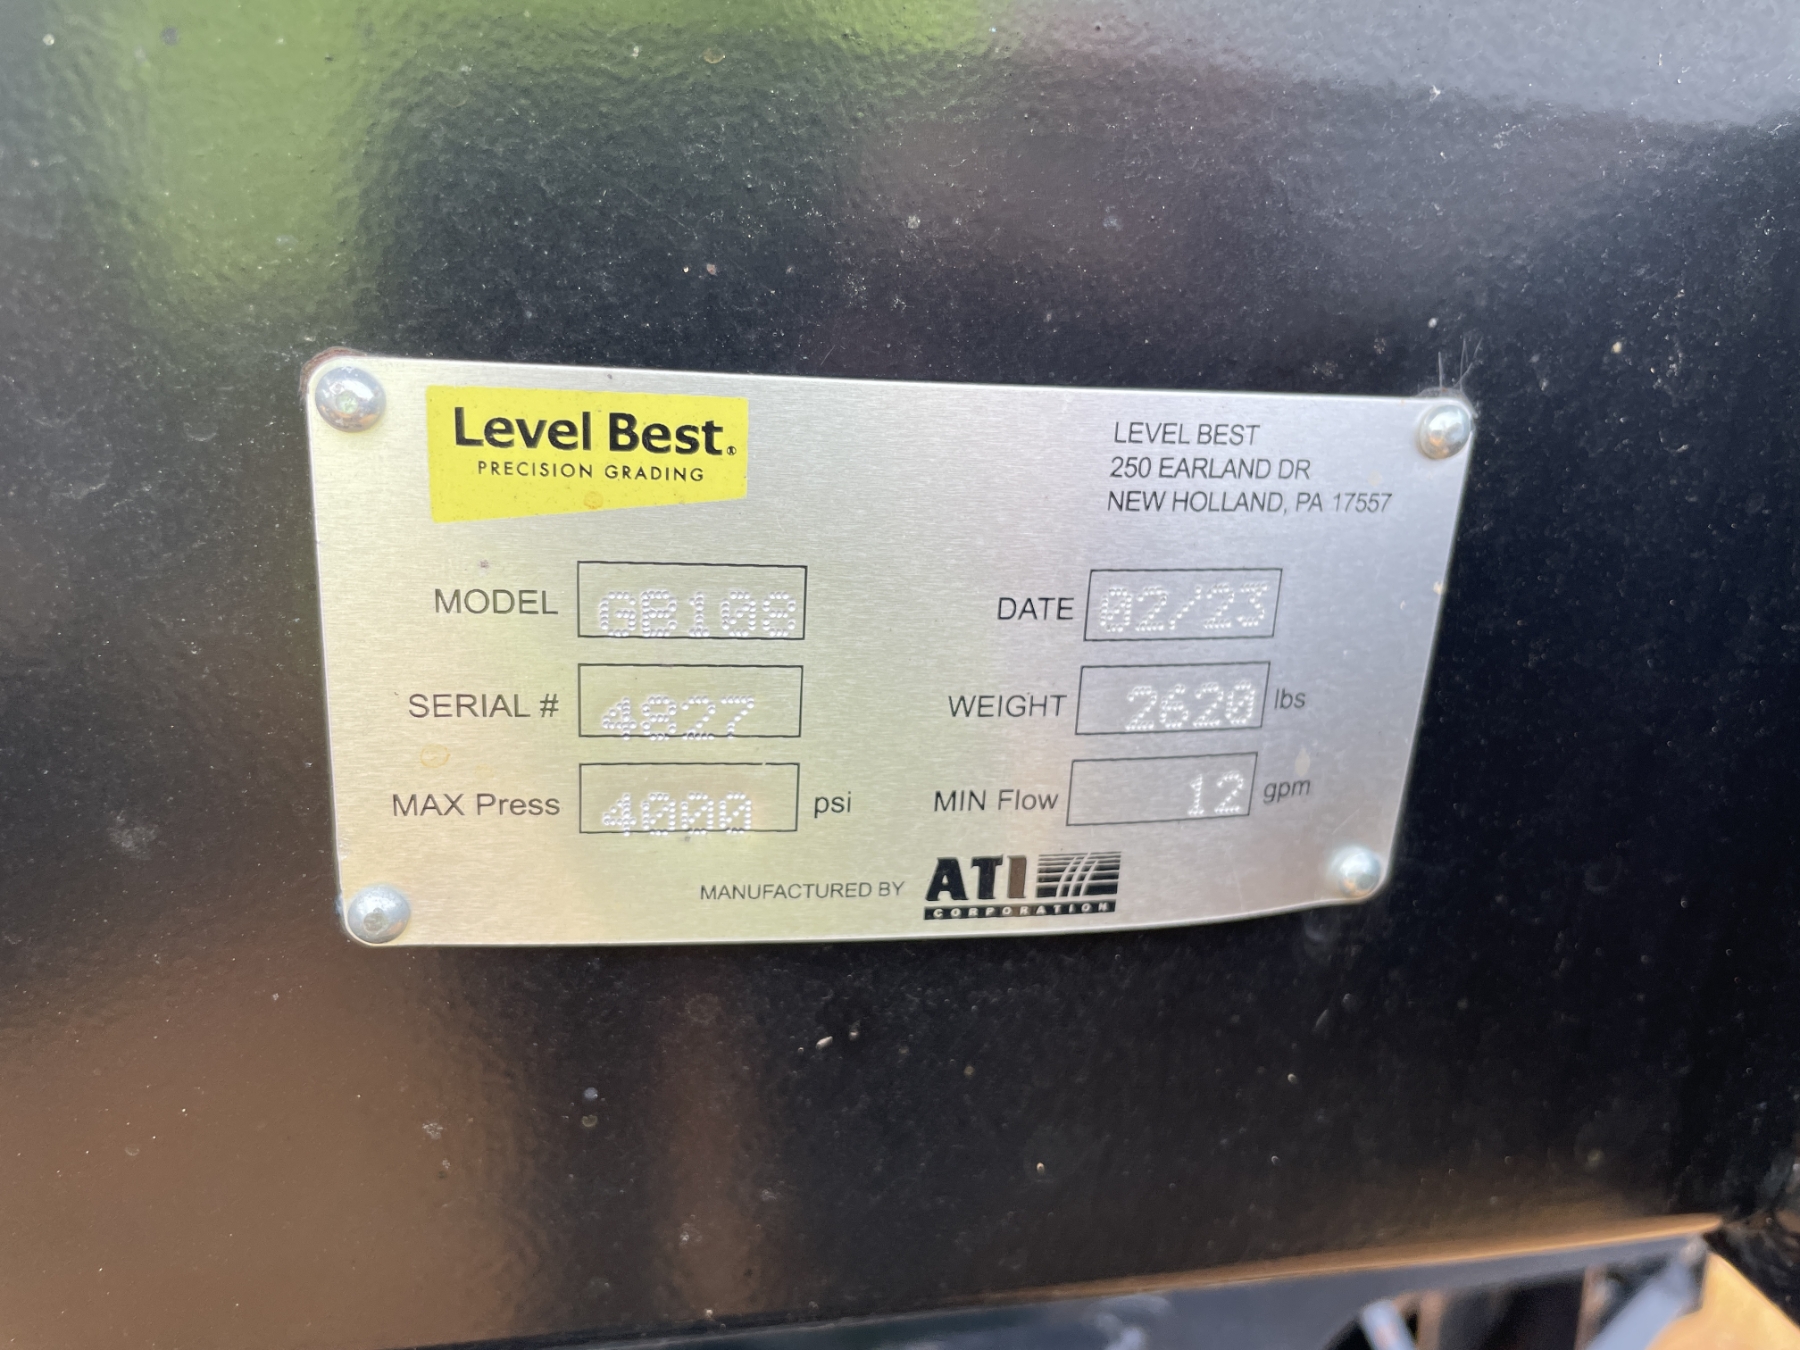 Level Best®
PRECISION GRADING
LEVEL BEST
250 EARLAND DR
NEW HOLLAND, PA 17557
MODEL GB108
DATE 02/23
SERIAL # 4827
WEIGHT 2620 lbs
MAX Press 4000 psi
MIN Flow 12 gpm
MANUFACTURED BY ATI
CORPORATION